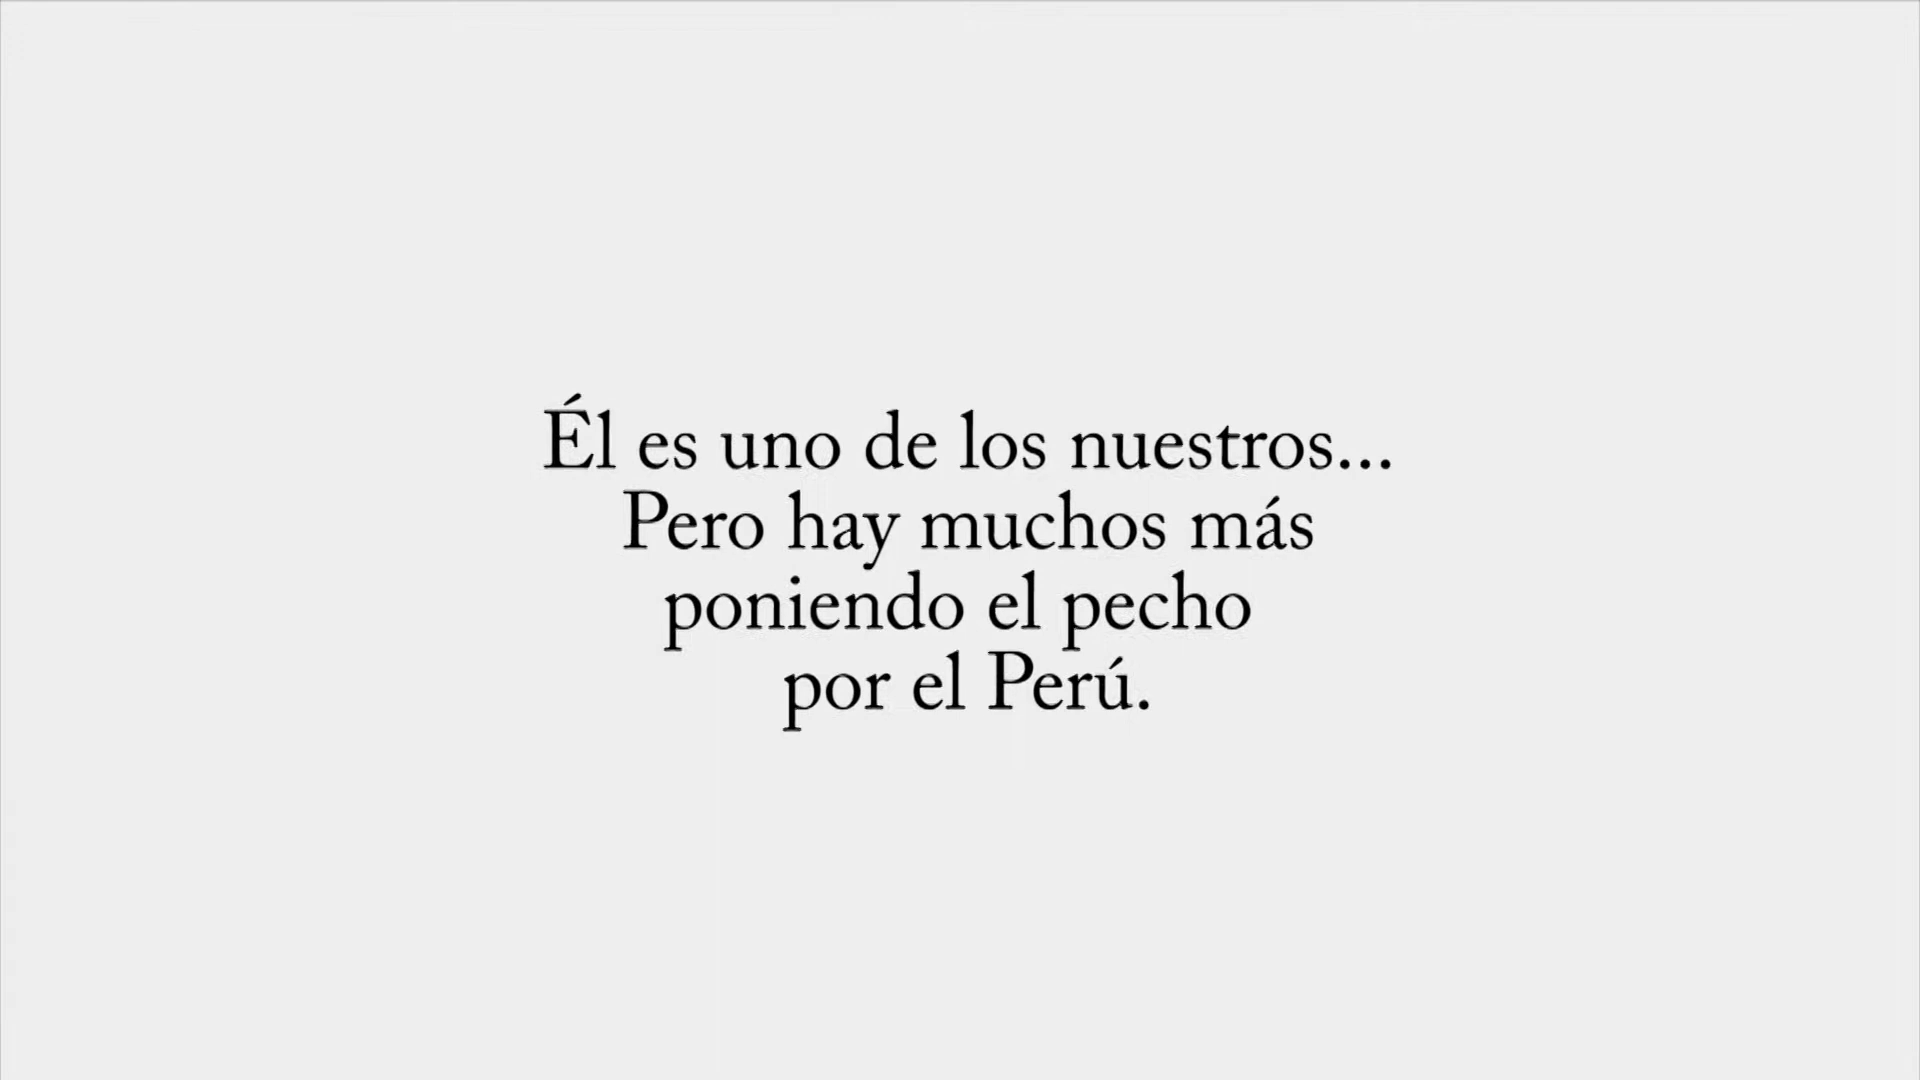 Él es uno de los nuestros...
Pero hay muchos más
poniendo el pecho
por el Perú.